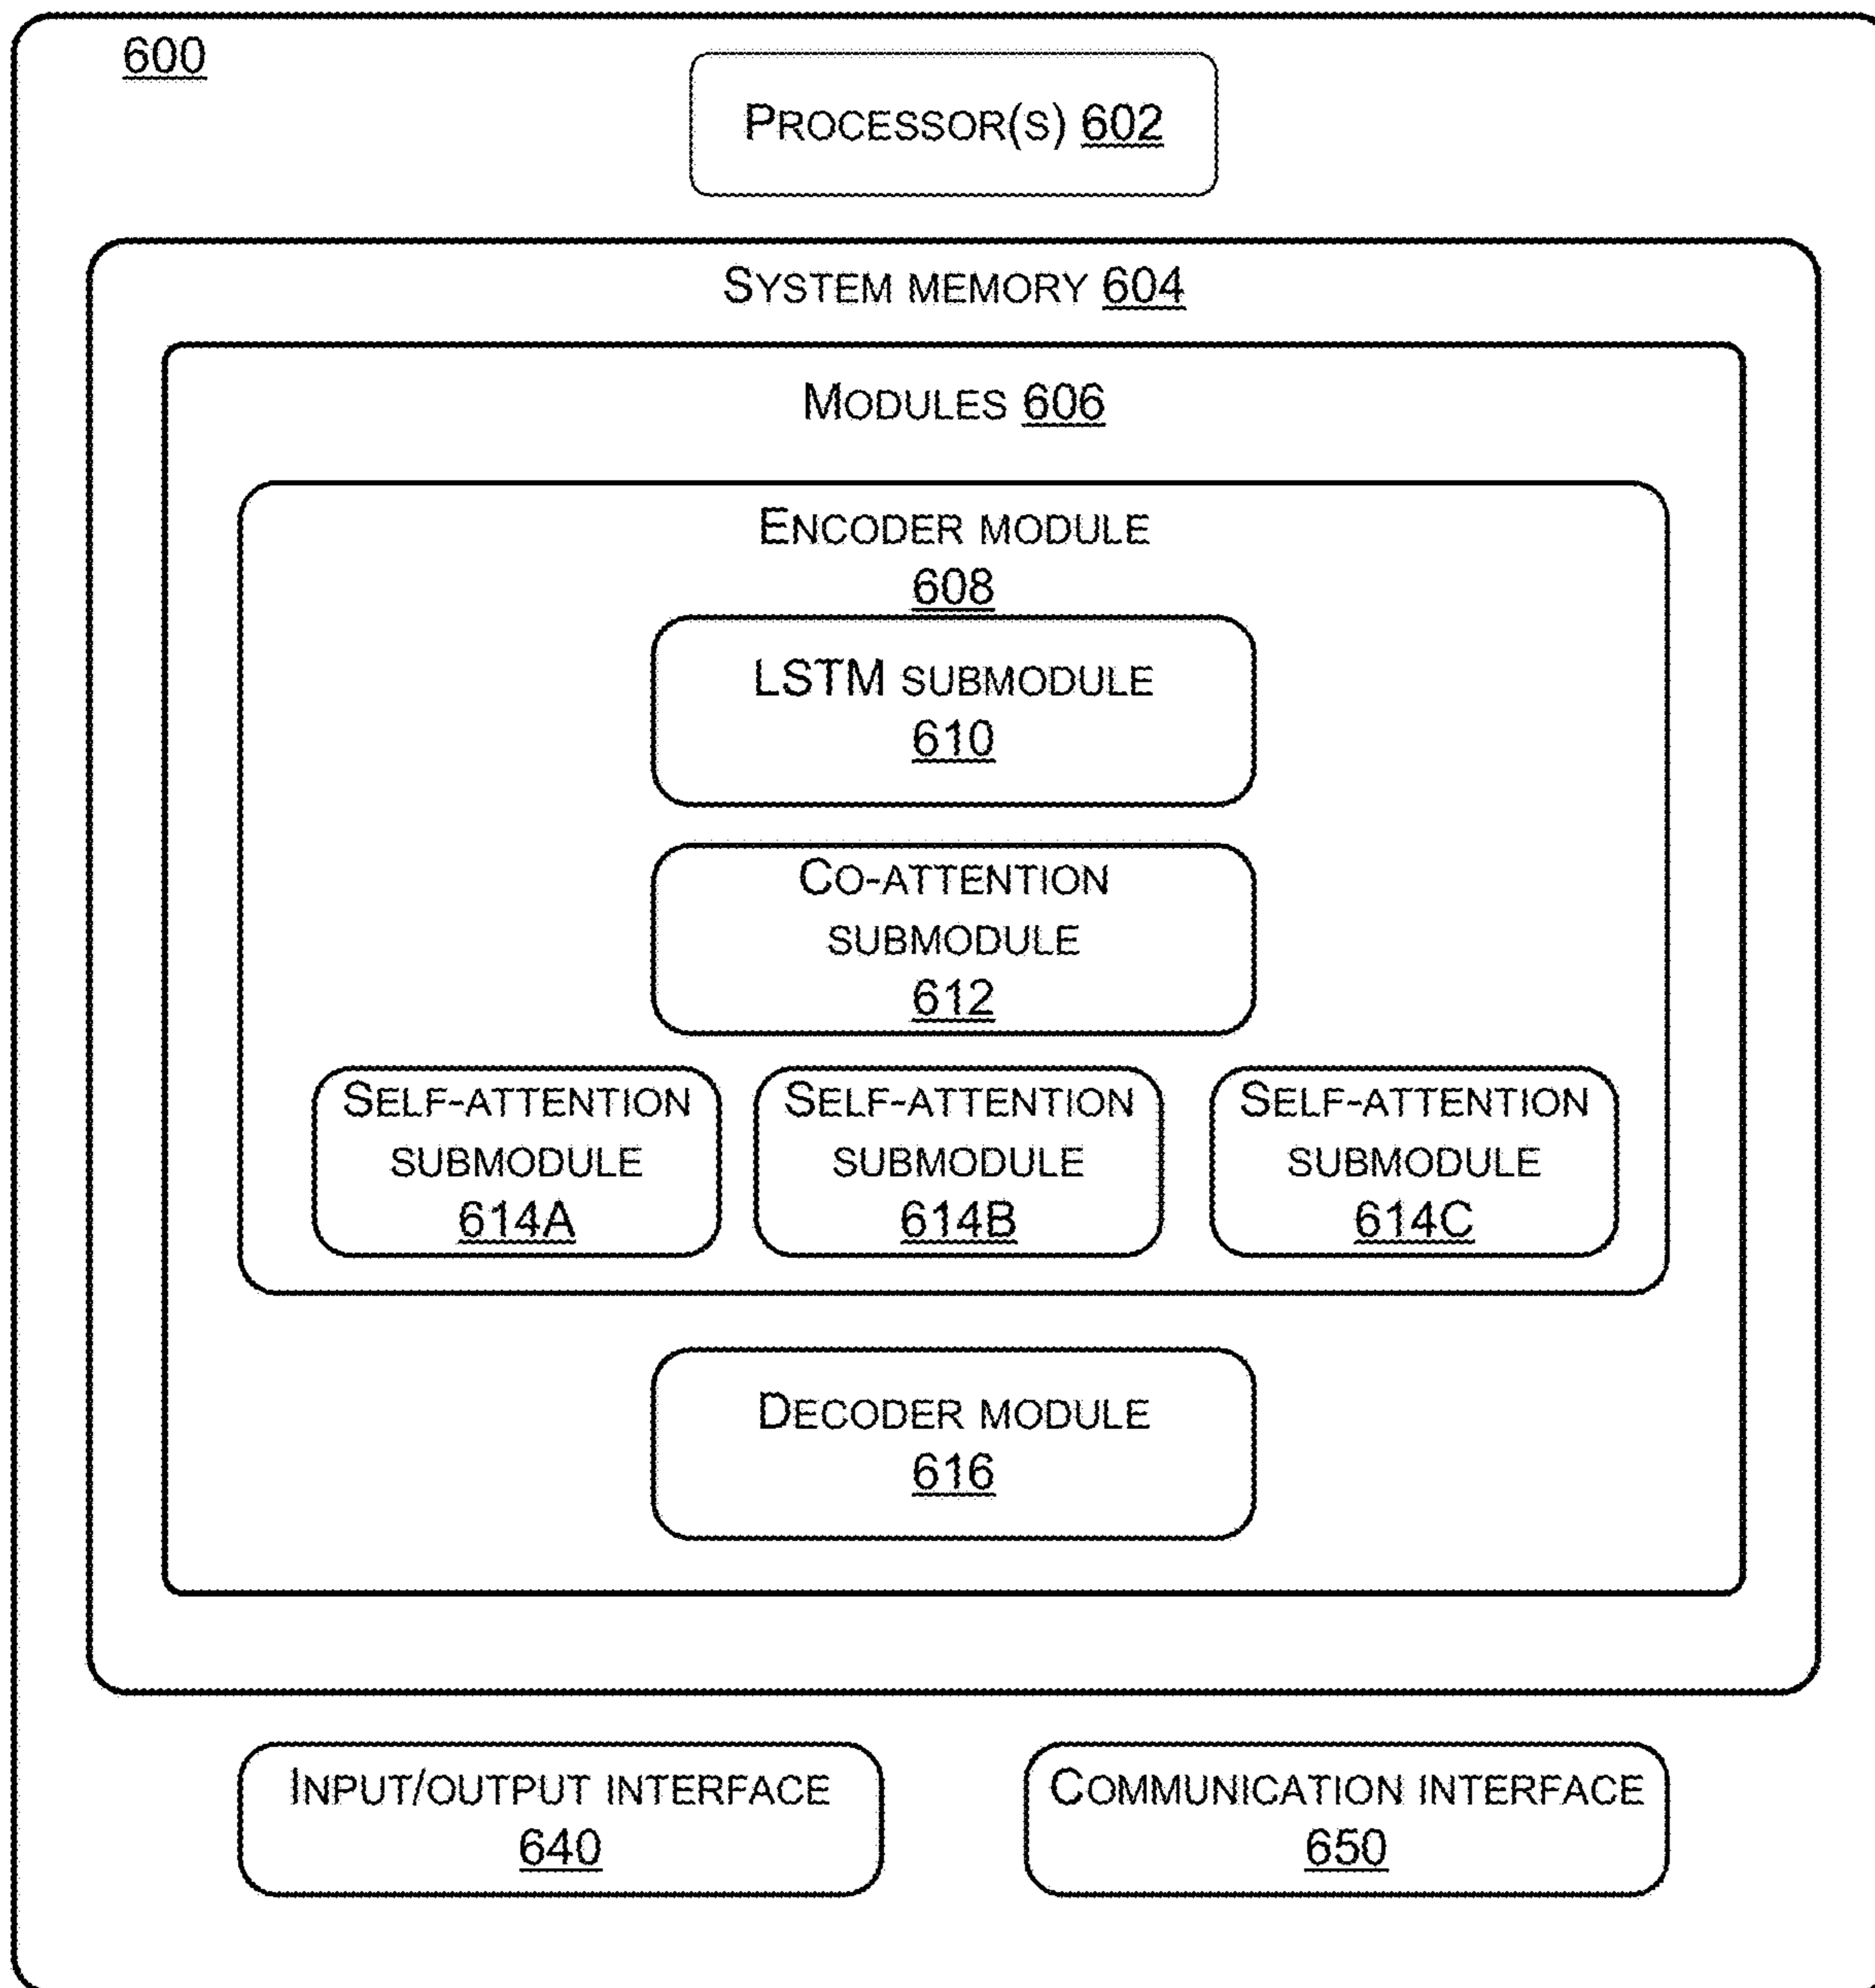 600
PROCESSOR(S) 602
SYSTEM MEMORY 604
MODULES 606
ENCODER MODULE
608
LSTM SUBMODULE
610
CO-ATTENTION
SUBMODULE
612
SELF-ATTENTION
SUBMODULE
614A
SELF-ATTENTION
SUBMODULE
614B
SELF-ATTENTION
SUBMODULE
614C
DECODER MODULE
616
INPUT/OUTPUT INTERFACE
640
COMMUNICATION INTERFACE
650